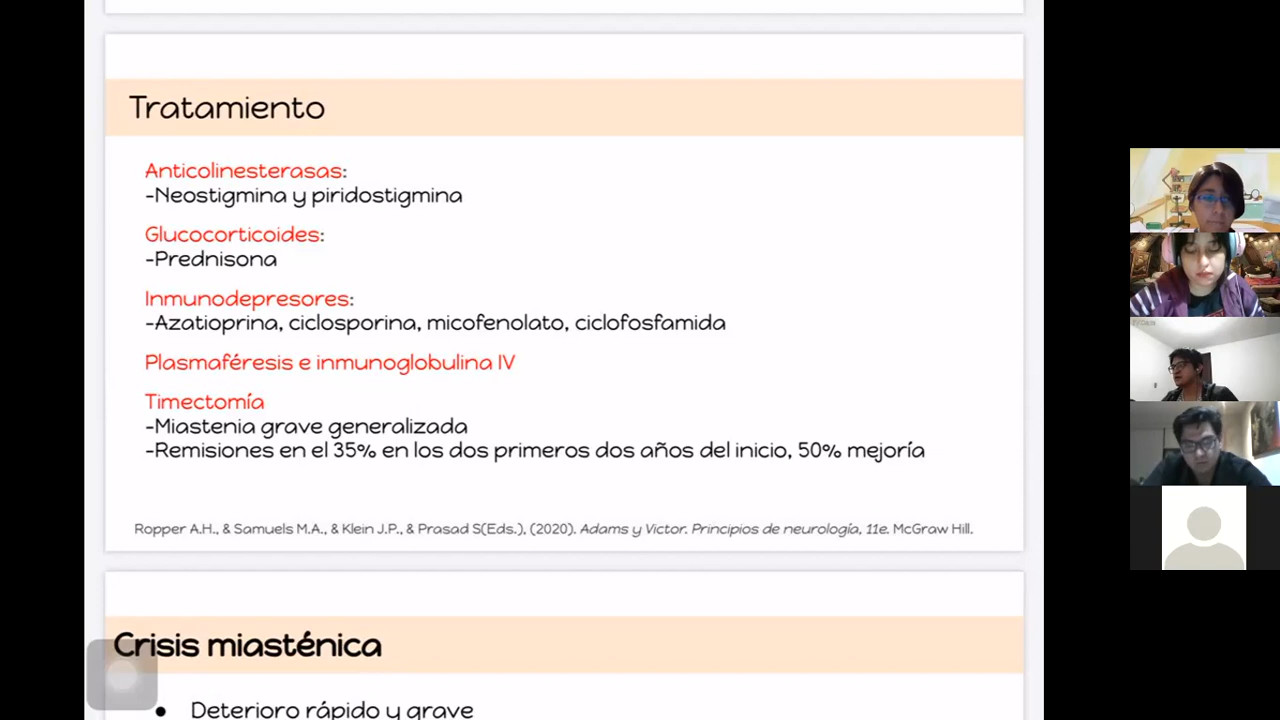 Tratamiento
Anticolinesterasas:
-Neostigmina y piridostigmina
Glucocorticoides:
-Prednisona
Inmunodepresores:
-Azatioprina, ciclosporina, micofenolato, ciclofosfamida
Plasmaféresis e inmunoglobulina IV
Timectomía
-Miastenia grave generalizada
-Remisiones en el 35% en los dos primeros dos años del inicio, 50% mejoría
Ropper A.H., & Samuels M.A., & Klein J.P., & Prasad S(Eds.), (2020). Adams y Victor. Principios de neurología, 11e. McGraw Hill.
Crisis miasténica
● Deterioro rápido y grave